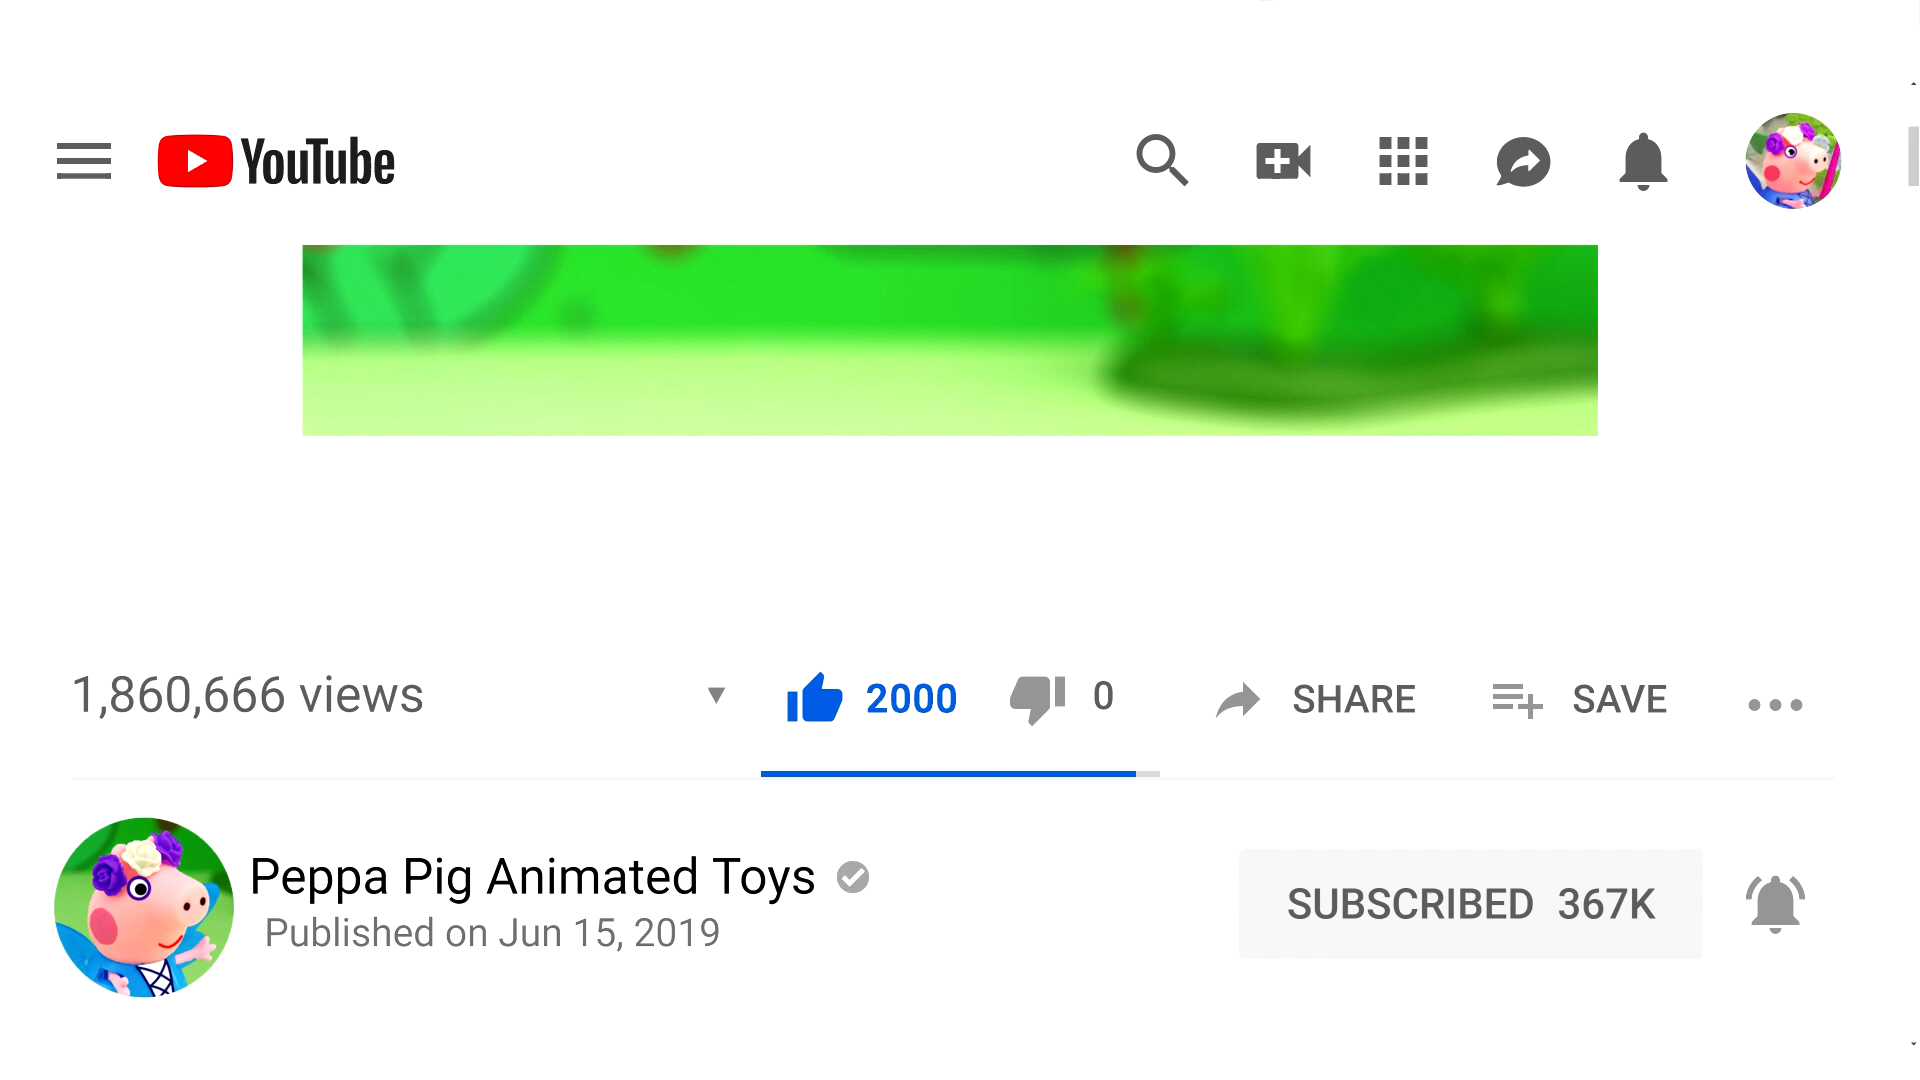 YouTube
1,860,666 views 2000 0 SHARE SAVE
Peppa Pig Animated Toys
Published on Jun 15, 2019
SUBSCRIBED 367K